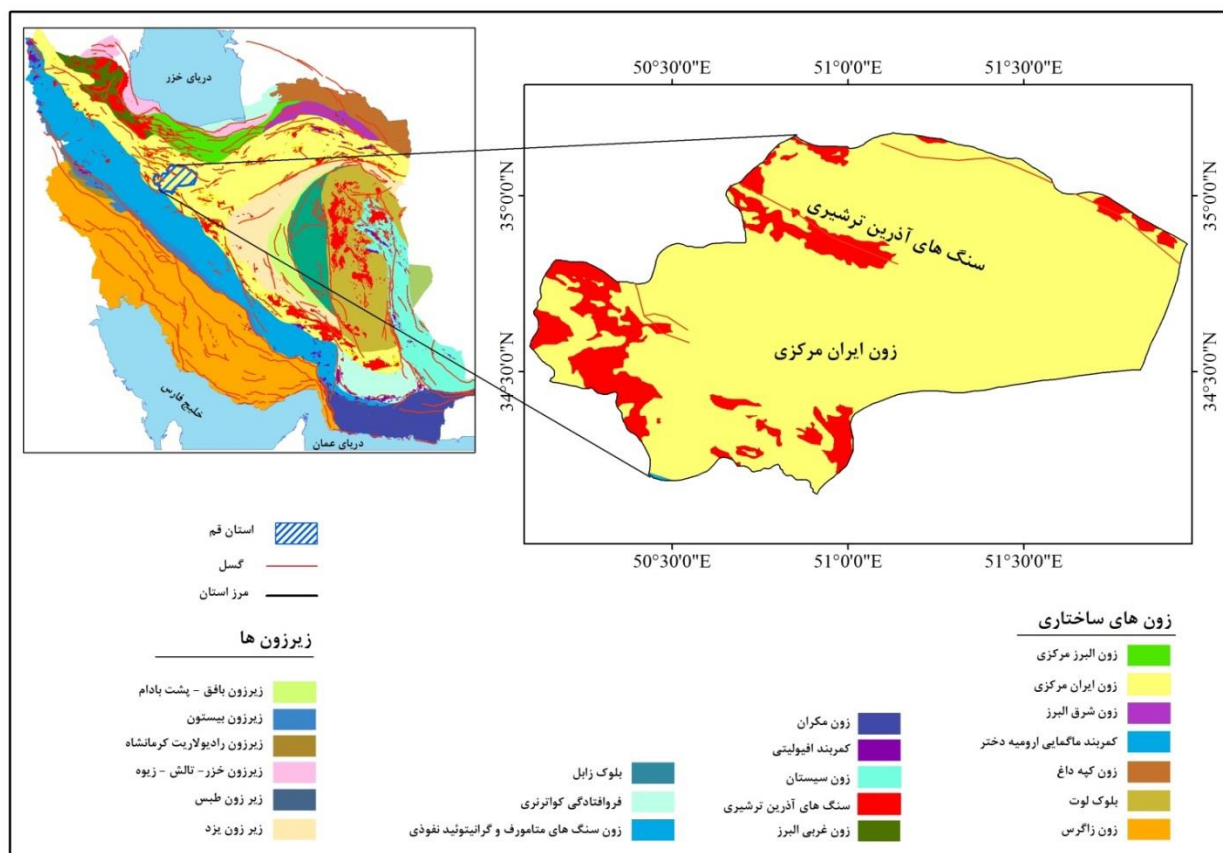 دریای خزر
خلیج فارس
دریای عمان
50°30'0"E
51°0'0"E
51°30'0"E
35°0'0"N
34°30'0"N
سنگ های آذرین ترشیری
زون ایران مرکزی
35°0'0"N
34°30'0"N
50°30'0"E
51°0'0"E
51°30'0"E
استان قم
گسل
مرز استان
زون های ساختاری
زون البرز مرکزی
زون ایران مرکزی
زون شرق البرز
کمربند ماگمایی ارومیه دختر
زون کپه داغ
بلوک لوت
زون زاگرس
زون مکران
کمربند افیولیتی
زون سیستان
سنگ های آذرین ترشیری
زون غربی البرز
بلوک زابل
فروافتادگی کواترنری
زون سنگ های متامورف و گرانیتوئید نفوذی
زیرزون ها
زیرزون بافق - پشت بادام
زیرزون بیستون
زیرزون رادیولاریت کرمانشاه
زیرزون خزر- تالش - زیوه
زیر زون طبس
زیر زون یزد